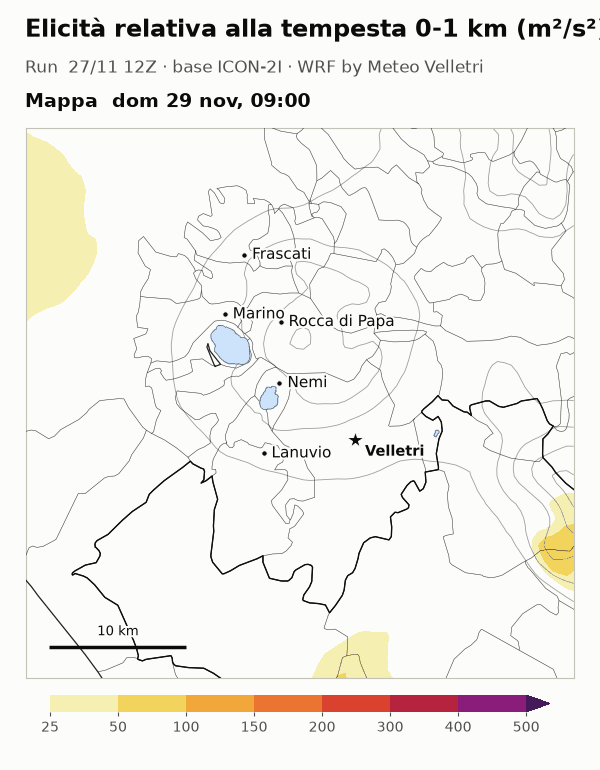 Elicità relativa alla tempesta 0-1 km (m²/s²)
Run  27/11 12Z · base ICON-2I · WRF by Meteo Velletri
Mappa  dom 29 nov, 09:00
Frascati
Marino
Rocca di Papa
Nemi
Velletri
Lanuvio
10 km
25 50 100 150 200 300 400 500